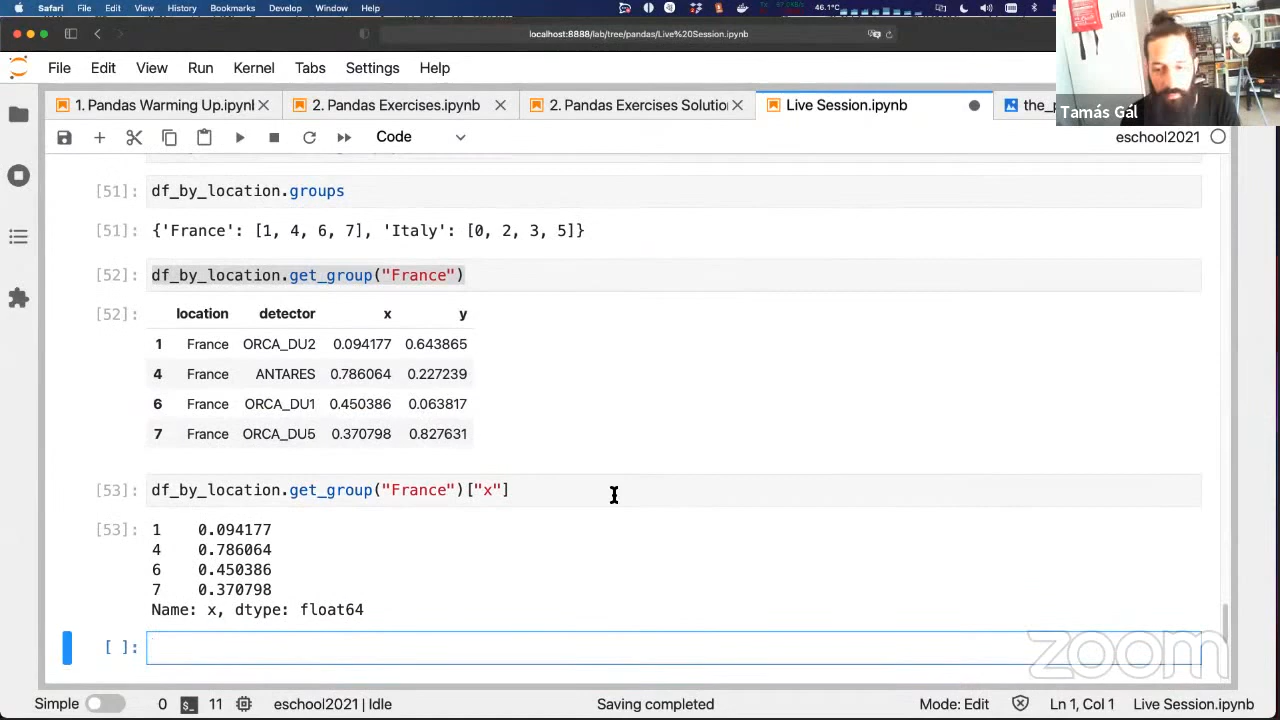 Safari File Edit View History Bookmarks Develop Window Help
46.1°C
localhost:8888/lab/tree/pandas/Live%20Session.ipynb
julia
File Edit View Run Kernel Tabs Settings Help
1. Pandas Warming Up.ipynl
2. Pandas Exercises.ipynb
2. Pandas Exercises Solutio
Live Session.ipynb
the_p
Tamás Gál
Code
eschool2021
[51]: df_by_location.groups
[51]: {'France': [1, 4, 6, 7], 'Italy': [0, 2, 3, 5]}
[52]: df_by_location.get_group("France")
[52]: location detector x y
1 France ORCA_DU2 0.094177 0.643865
4 France ANTARES 0.786064 0.227239
6 France ORCA_DU1 0.450386 0.063817
7 France ORCA_DU5 0.370798 0.827631
[53]: df_by_location.get_group("France")["x"]
[53]: 1 0.094177
4 0.786064
6 0.450386
7 0.370798
Name: x, dtype: float64
[ ]:
zoom
Simple 0 $_ 11 eschool2021 | Idle Saving completed Mode: Edit Ln 1, Col 1 Live Session.ipynb